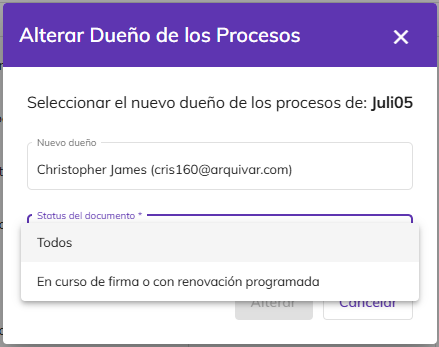 Alterar Dueño de los Procesos
Seleccionar el nuevo dueño de los procesos de: Juli05
Nuevo dueño
Christopher James (cris160@arquivar.com)
Status del documento *
Todos
En curso de firma o con renovación programada
Alterar
Cancelar